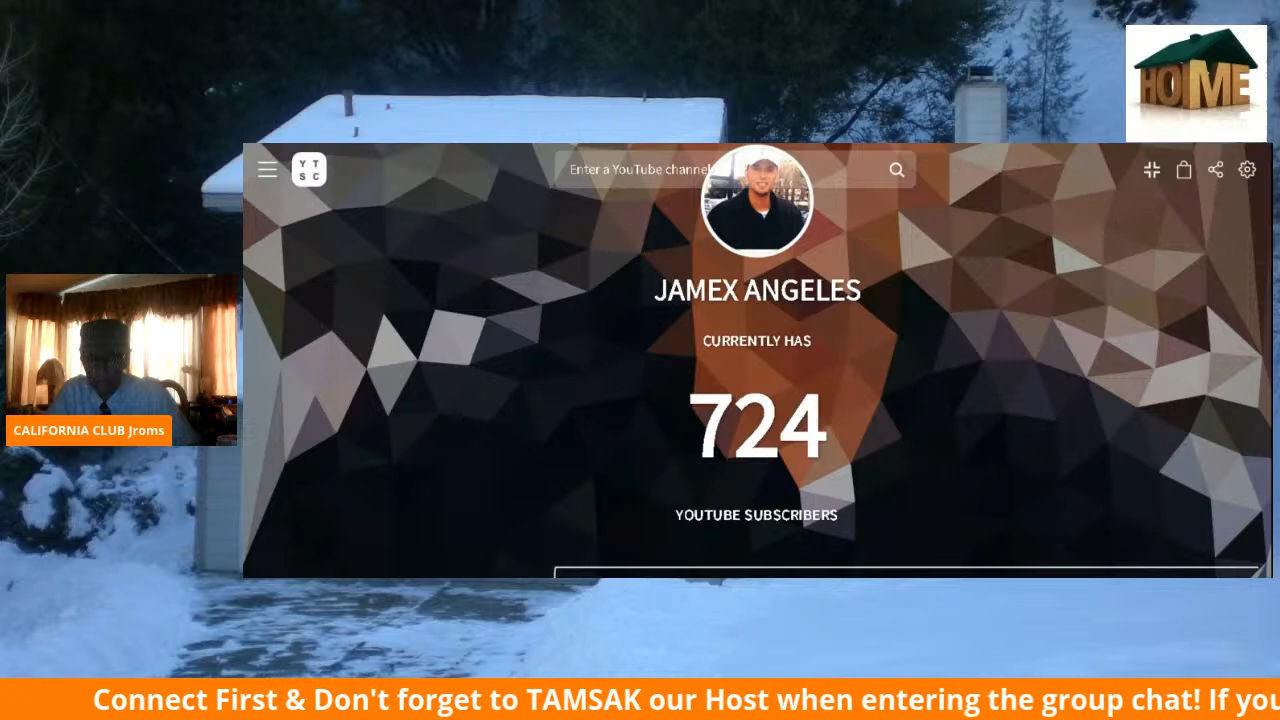 HOME
Y T
S C
Enter a YouTube channel
JAMEX ANGELES
CURRENTLY HAS
724
YOUTUBE SUBSCRIBERS
CALIFORNIA CLUB Jroms
Connect First & Don't forget to TAMSAK our Host when entering the group chat! If you